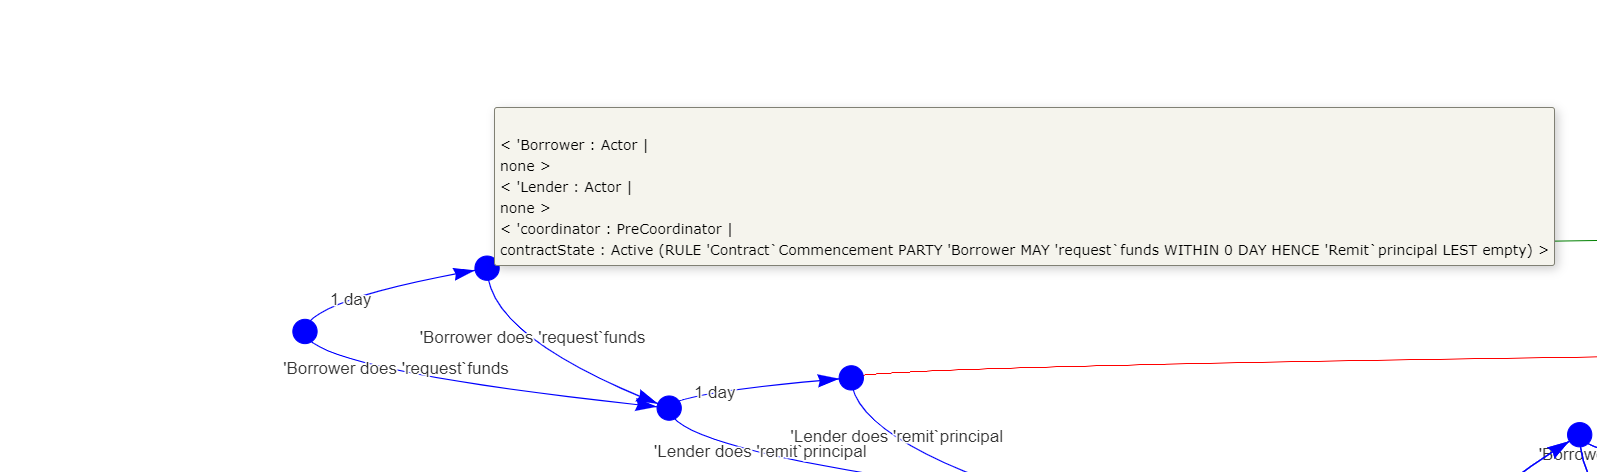 < 'Borrower : Actor |
none >
< 'Lender : Actor |
none >
< 'coordinator : PreCoordinator |
contractState : Active (RULE 'Contract`Commencement PARTY 'Borrower MAY 'request`funds WITHIN 0 DAY HENCE 'Remit`principal LEST empty) >
1 day
'Borrower does 'request`funds
'Borrower does 'request`funds
1 day
'Lender does 'remit`principal
'Lender does 'remit`principal